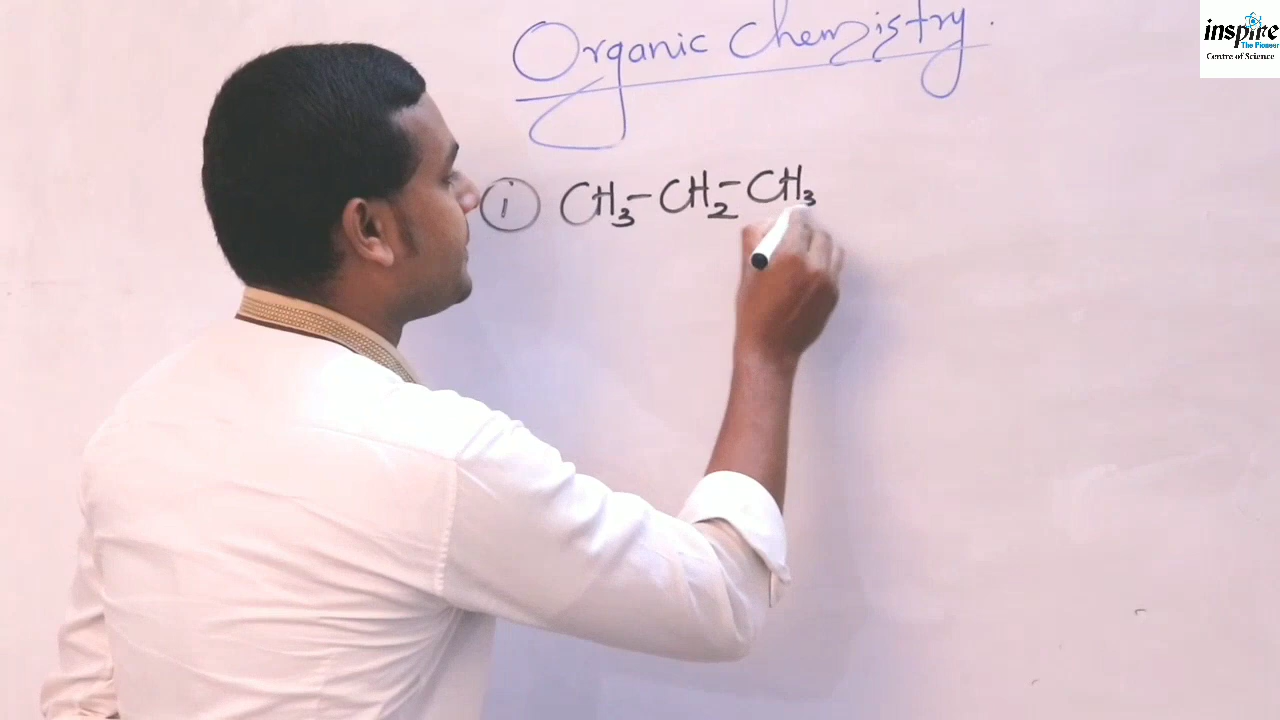 inspire
The Pioneer
Centre of Science
Organic Chemistry.
i CH₃-CH₂-CH₃